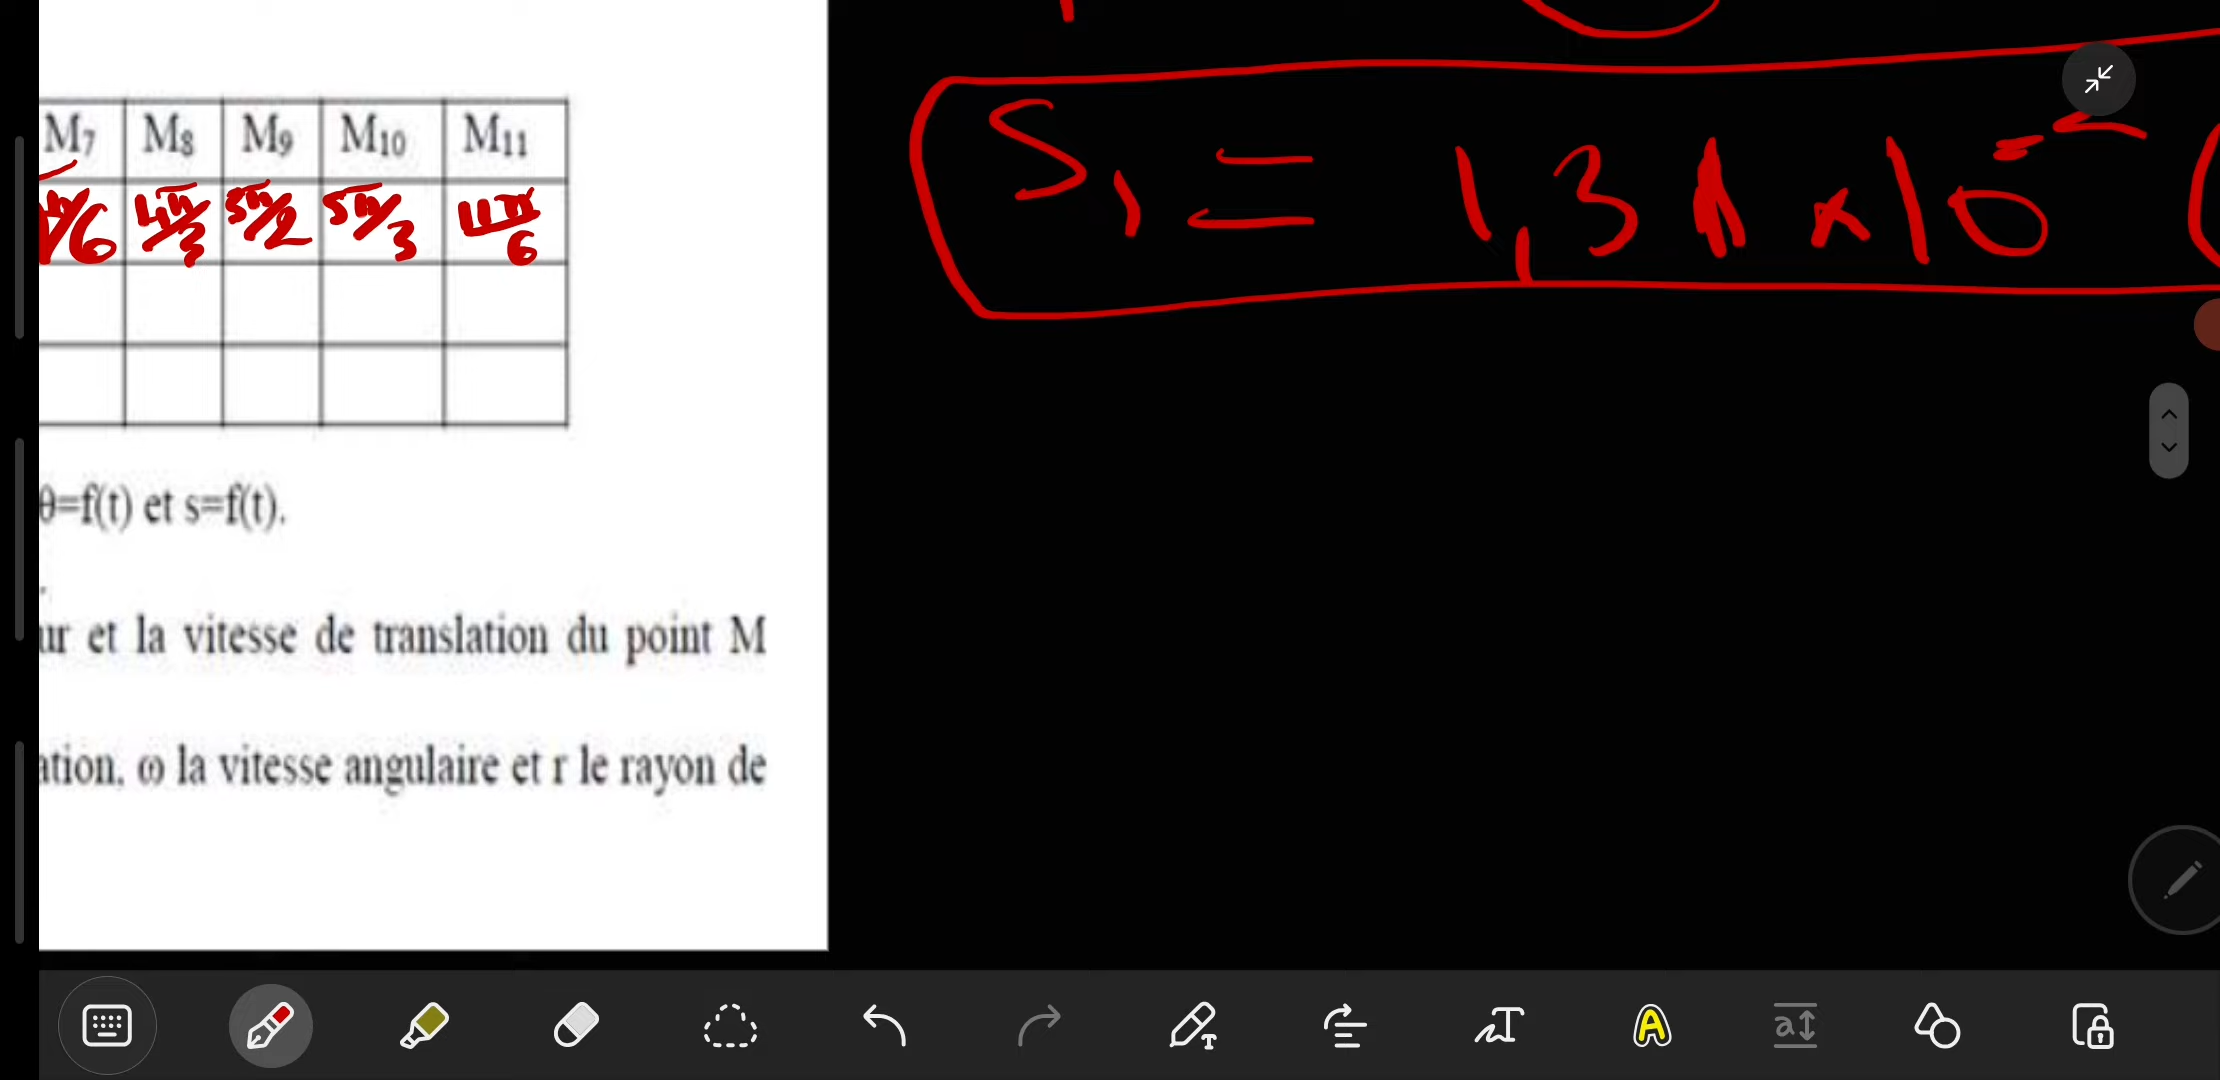 M7 M8 M9 M10 M11
π/6 4π/3 3π/2 5π/3 11π/6
θ=f(t) et s=f(t).
ur et la vitesse de translation du point M
ation, ω la vitesse angulaire et r le rayon de
S1 = 1,31 × 10^-2 (